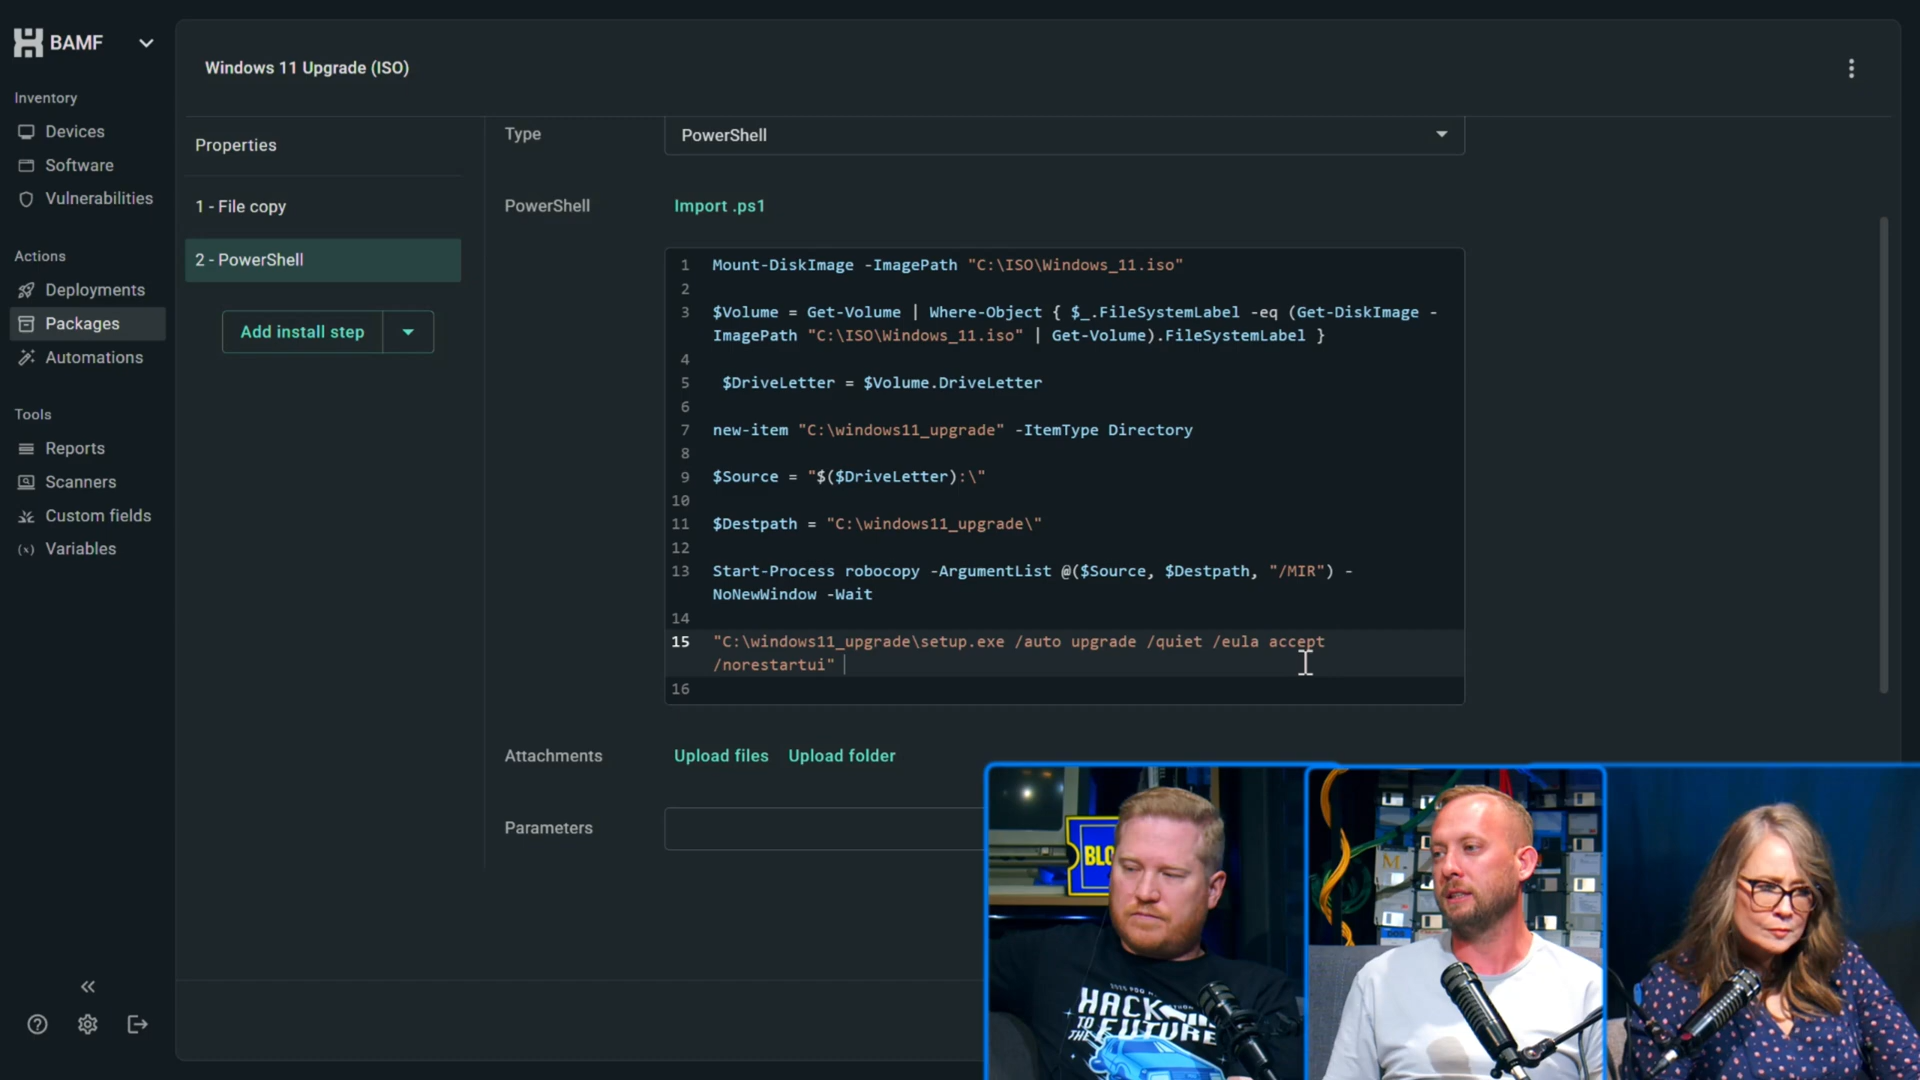 BAMF
Windows 11 Upgrade (ISO)
Inventory
Devices
Software
Vulnerabilities
Actions
Deployments
Packages
Automations
Tools
Reports
Scanners
Custom fields
(x) Variables
Properties
1 - File copy
2 - PowerShell
Add install step
Type
PowerShell
PowerShell
Import .ps1
1 Mount-DiskImage -ImagePath "C:\ISO\Windows_11.iso"
2
3 $Volume = Get-Volume | Where-Object { $_.FileSystemLabel -eq (Get-DiskImage -
ImagePath "C:\ISO\Windows_11.iso" | Get-Volume).FileSystemLabel }
4
5 $DriveLetter = $Volume.DriveLetter
6
7 new-item "C:\windows11_upgrade" -ItemType Directory
8
9 $Source = "$($DriveLetter):\"
10
11 $Destpath = "C:\windows11_upgrade\"
12
13 Start-Process robocopy -ArgumentList @($Source, $Destpath, "/MIR") -
NoNewWindow -Wait
14
15 "C:\windows11_upgrade\setup.exe /auto upgrade /quiet /eula accept
/norestartui"
16
Attachments
Upload files Upload folder
Parameters
BLO
HACK
TO THE FUTURE
M.